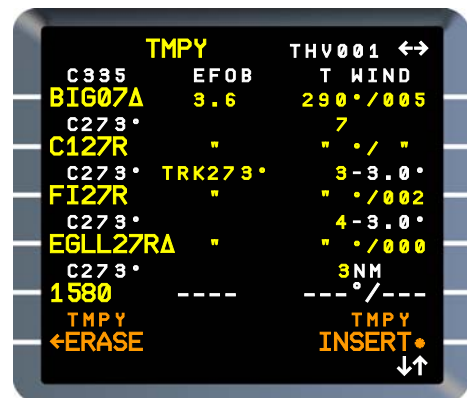 TMPY THV001 ↔
C335 EFOB T WIND
BIG07Δ 3.6 290°/005
C273° 7
C127R " " °/ "
C273° TRK273° 3-3.0°
FI27R " " °/002
C273° 4-3.0°
EGLL27RΔ " " °/000
C273° 3NM
1580 ---- ---°/---
TMPY TMPY
←ERASE INSERT*
↓↑